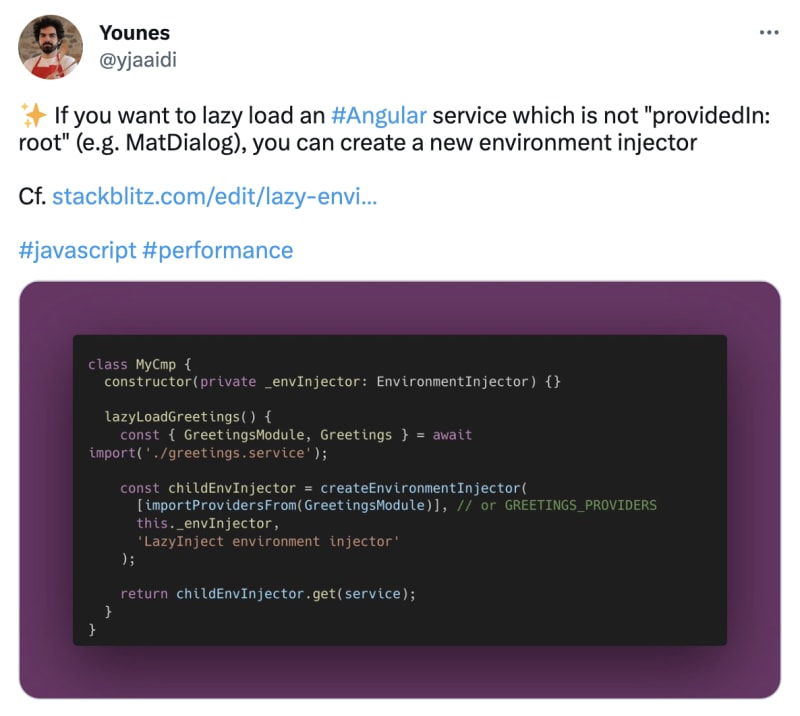 Younes
@yjaaidi
✨ If you want to lazy load an #Angular service which is not "providedIn:
root" (e.g. MatDialog), you can create a new environment injector
Cf. stackblitz.com/edit/lazy-envi...
#javascript #performance
class MyCmp {
  constructor(private _envInjector: EnvironmentInjector) {}
  lazyLoadGreetings() {
    const { GreetingsModule, Greetings } = await
import('./greetings.service');
    const childEnvInjector = createEnvironmentInjector(
      [importProvidersFrom(GreetingsModule)], // or GREETINGS_PROVIDERS
      this._envInjector,
      'LazyInject environment injector'
    );
    return childEnvInjector.get(service);
  }
}